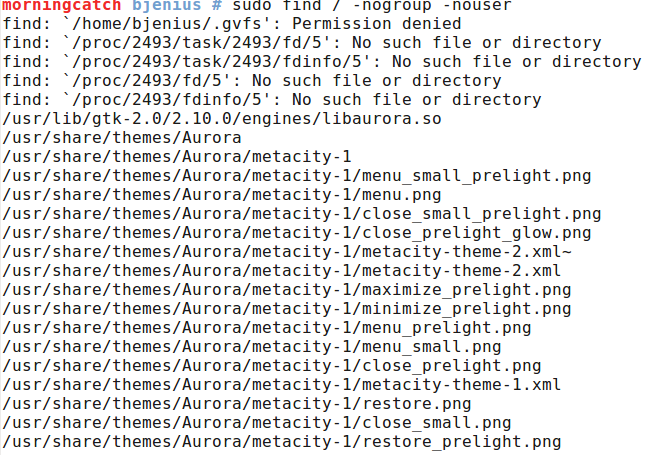 morningcatch bjenius # sudo find / -nogroup -nouser
find: `/home/bjenius/.gvfs': Permission denied
find: `/proc/2493/task/2493/fd/5': No such file or directory
find: `/proc/2493/task/2493/fdinfo/5': No such file or directory
find: `/proc/2493/fd/5': No such file or directory
find: `/proc/2493/fdinfo/5': No such file or directory
/usr/lib/gtk-2.0/2.10.0/engines/libaurora.so
/usr/share/themes/Aurora
/usr/share/themes/Aurora/metacity-1
/usr/share/themes/Aurora/metacity-1/menu_small_prelight.png
/usr/share/themes/Aurora/metacity-1/menu.png
/usr/share/themes/Aurora/metacity-1/close_small_prelight.png
/usr/share/themes/Aurora/metacity-1/close_prelight_glow.png
/usr/share/themes/Aurora/metacity-1/metacity-theme-2.xml~
/usr/share/themes/Aurora/metacity-1/metacity-theme-2.xml
/usr/share/themes/Aurora/metacity-1/maximize_prelight.png
/usr/share/themes/Aurora/metacity-1/minimize_prelight.png
/usr/share/themes/Aurora/metacity-1/menu_prelight.png
/usr/share/themes/Aurora/metacity-1/menu_small.png
/usr/share/themes/Aurora/metacity-1/close_prelight.png
/usr/share/themes/Aurora/metacity-1/metacity-theme-1.xml
/usr/share/themes/Aurora/metacity-1/restore.png
/usr/share/themes/Aurora/metacity-1/close_small.png
/usr/share/themes/Aurora/metacity-1/restore_prelight.png